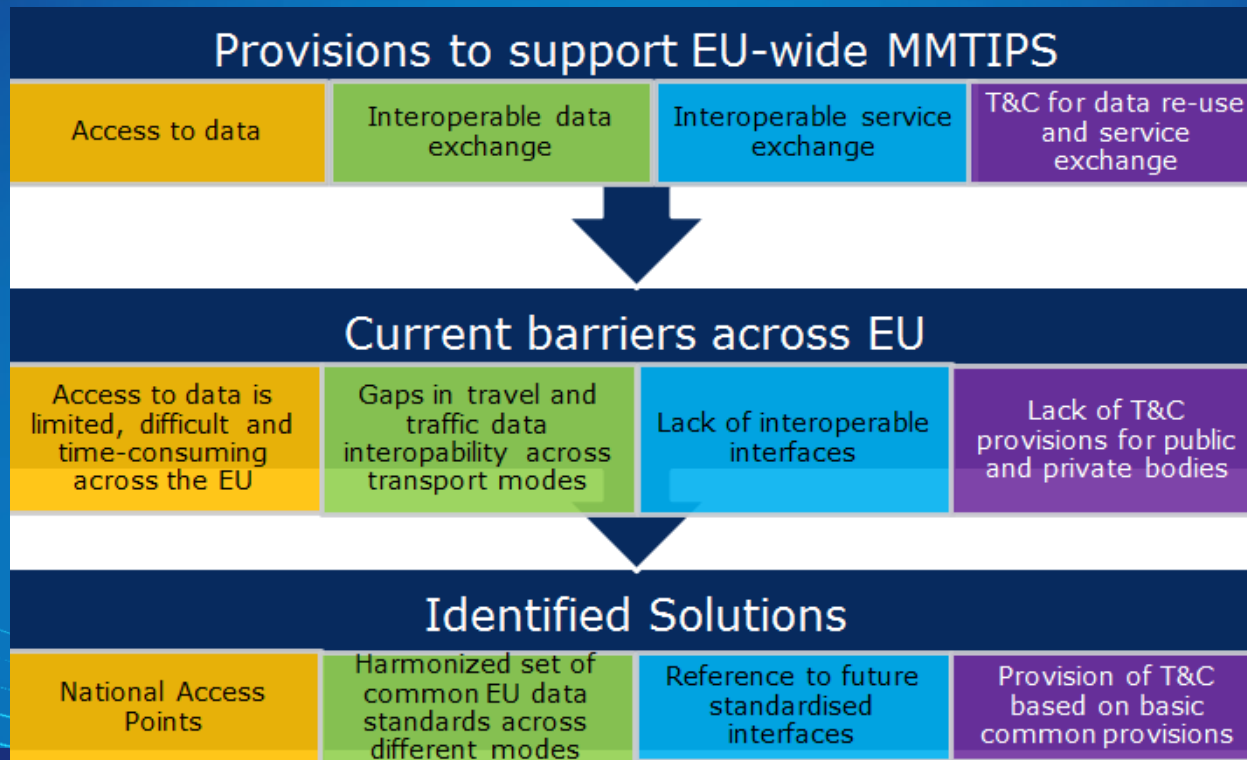 Provisions to support EU-wide MMTIPS
Access to data
Interoperable data
exchange
Interoperable service
exchange
T&C for data re-use
and service
exchange
Current barriers across EU
Access to data is
limited, difficult and
time-consuming
across the EU
Gaps in travel and
traffic data
interopability across
transport modes
Lack of interoperable
interfaces
Lack of T&C
provisions for public
and private bodies
Identified Solutions
National Access
Points
Harmonized set of
common EU data
standards across
different modes
Reference to future
standardised
interfaces
Provision of T&C
based on basic
common provisions